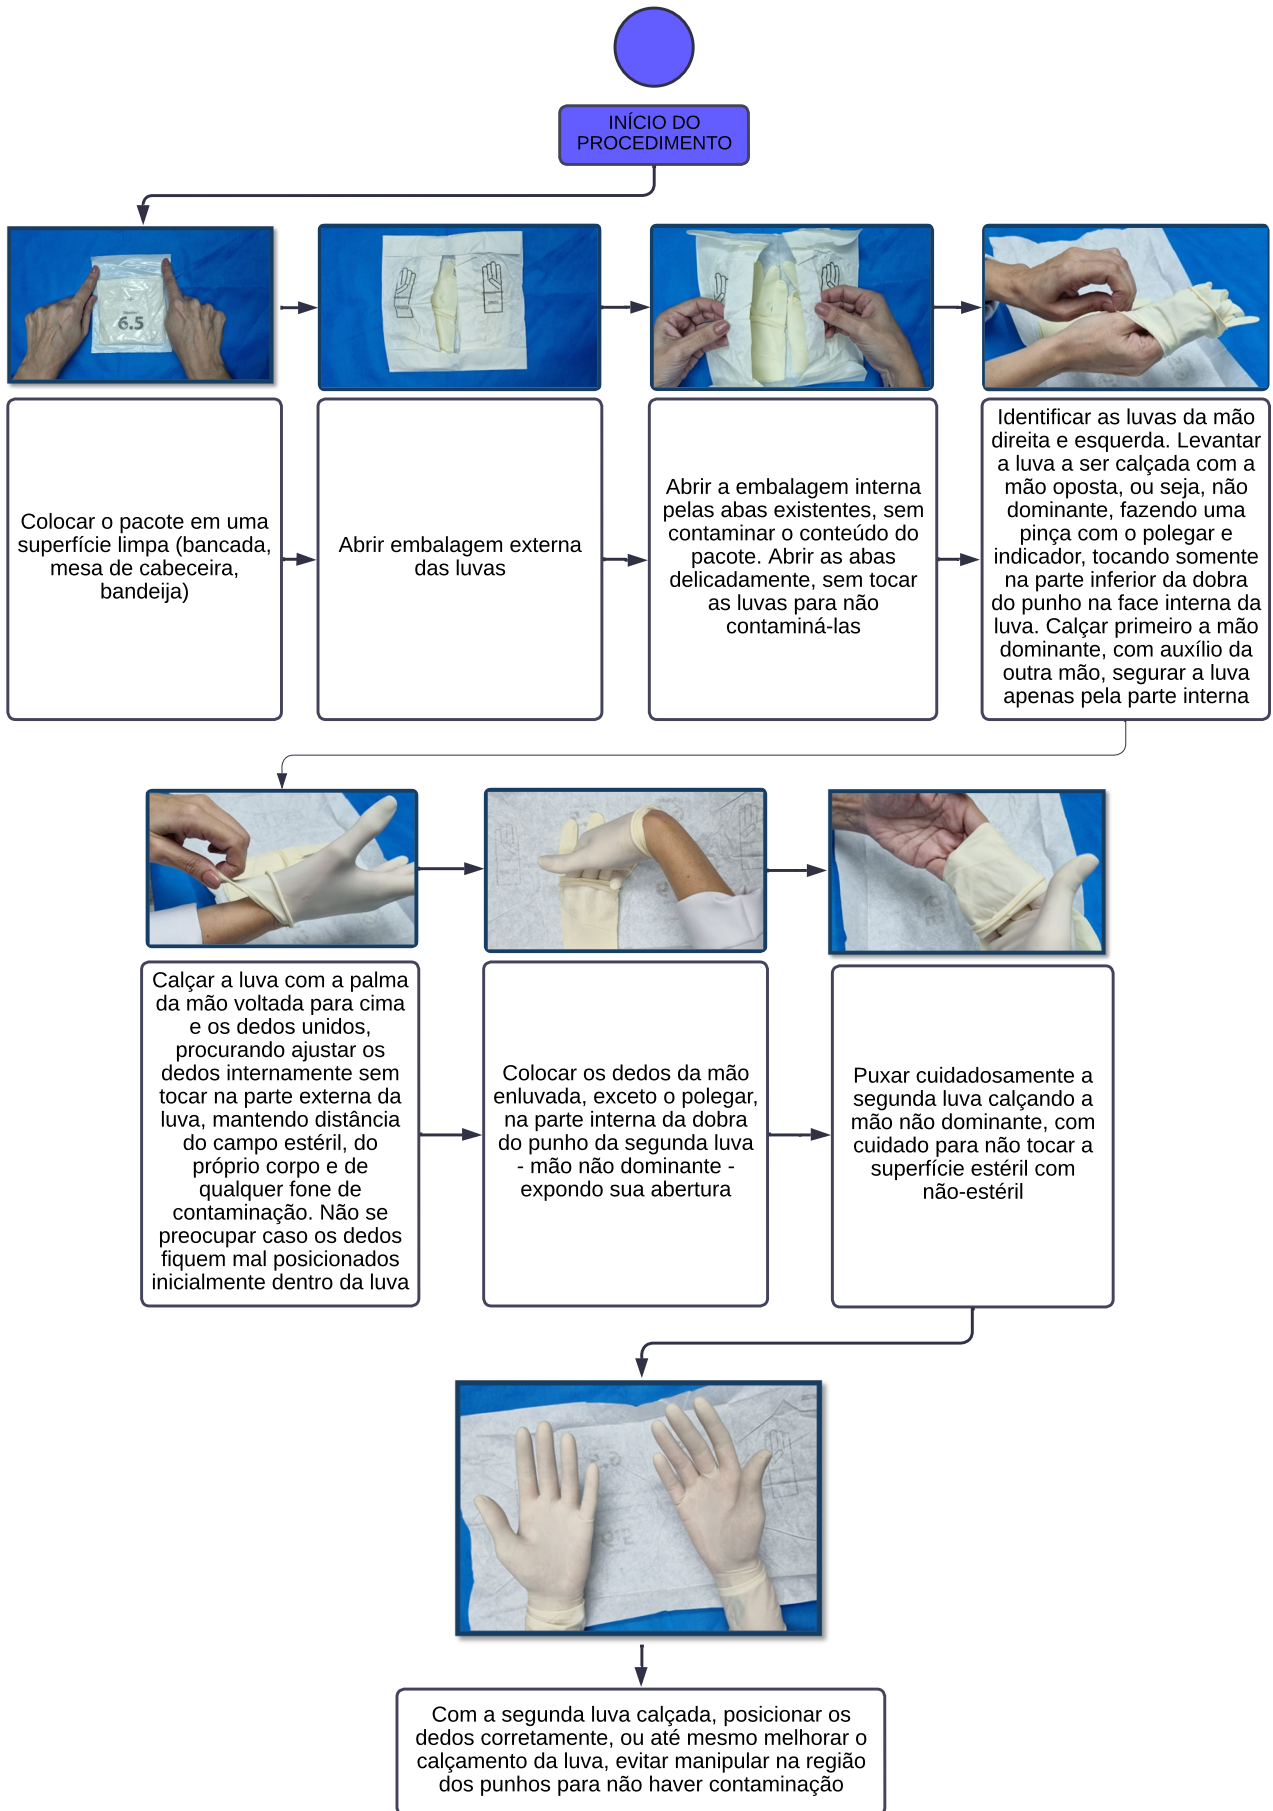 INÍCIO DO
PROCEDIMENTO
6.5
Colocar o pacote em uma
superfície limpa (bancada,
mesa de cabeceira,
bandeija)
Abrir embalagem externa
das luvas
Abrir a embalagem interna
pelas abas existentes, sem
contaminar o conteúdo do
pacote. Abrir as abas
delicadamente, sem tocar
as luvas para não
contaminá-las
Identificar as luvas da mão
direita e esquerda. Levantar
a luva a ser calçada com a
mão oposta, ou seja, não
dominante, fazendo uma
pinça com o polegar e
indicador, tocando somente
na parte inferior da dobra
do punho na face interna da
luva. Calçar primeiro a mão
dominante, com auxílio da
outra mão, segurar a luva
apenas pela parte interna
Calçar a luva com a palma
da mão voltada para cima
e os dedos unidos,
procurando ajustar os
dedos internamente sem
tocar na parte externa da
luva, mantendo distância
do campo estéril, do
próprio corpo e de
qualquer fone de
contaminação. Não se
preocupar caso os dedos
fiquem mal posicionados
inicialmente dentro da luva
Colocar os dedos da mão
enluvada, exceto o polegar,
na parte interna da dobra
do punho da segunda luva
- mão não dominante -
expondo sua abertura
Puxar cuidadosamente a
segunda luva calçando a
mão não dominante, com
cuidado para não tocar a
superfície estéril com
não-estéril
Com a segunda luva calçada, posicionar os
dedos corretamente, ou até mesmo melhorar o
calçamento da luva, evitar manipular na região
dos punhos para não haver contaminação